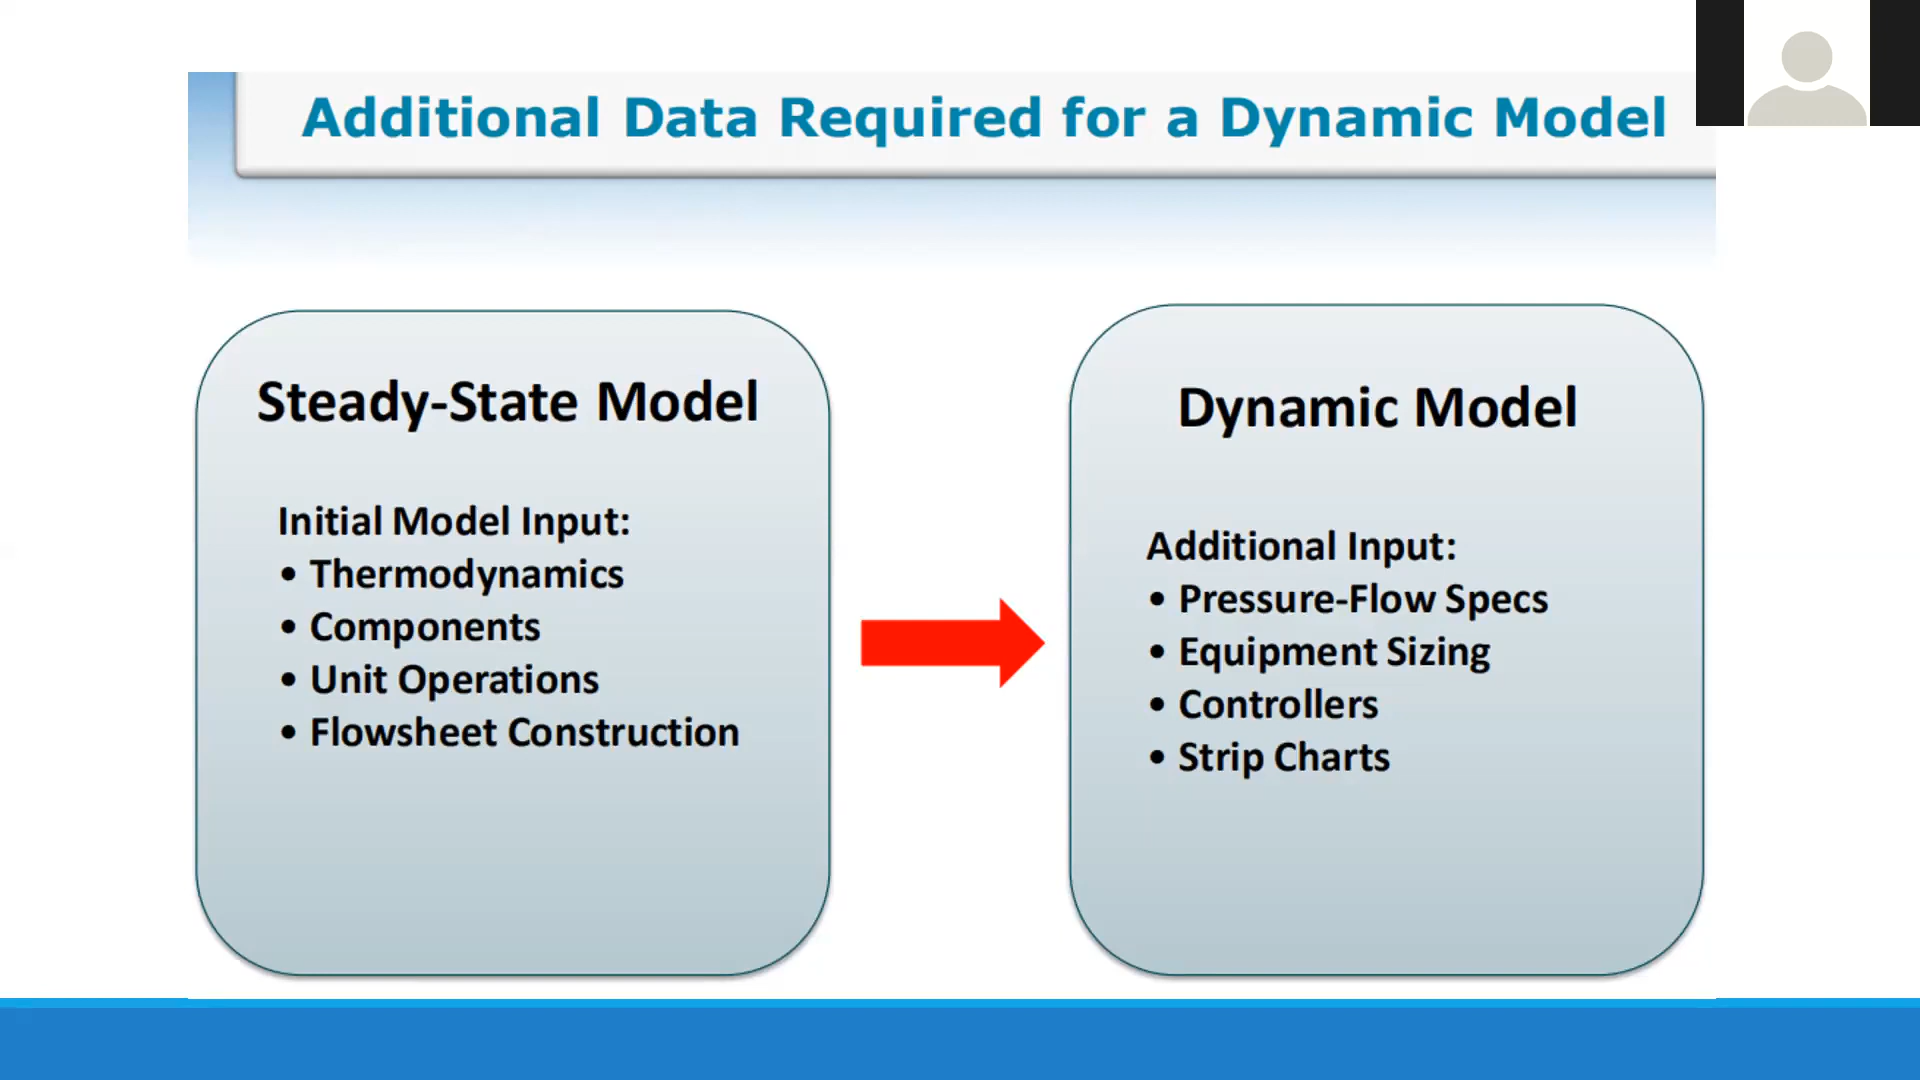 Additional Data Required for a Dynamic Model
Steady-State Model
Initial Model Input:
• Thermodynamics
• Components
• Unit Operations
• Flowsheet Construction
Dynamic Model
Additional Input:
• Pressure-Flow Specs
• Equipment Sizing
• Controllers
• Strip Charts